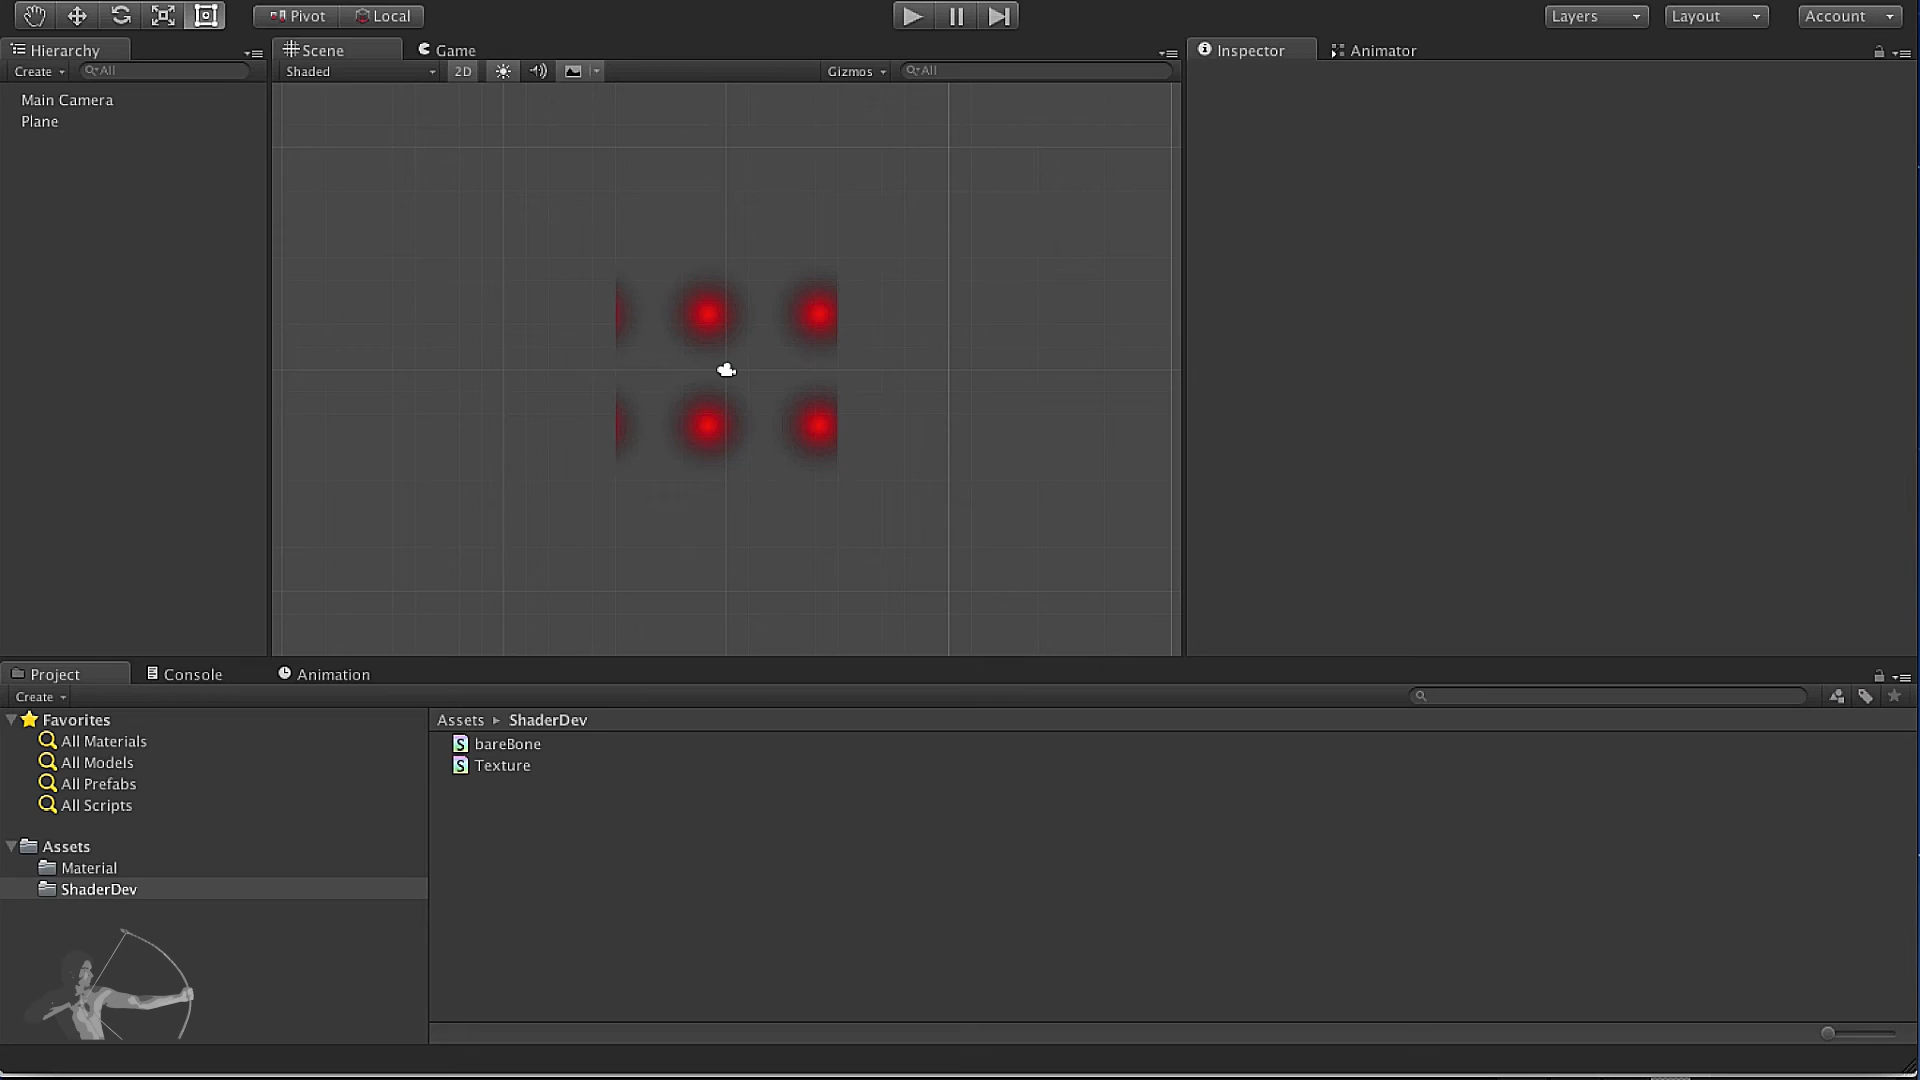 Pivot Local Layers Layout Account
Hierarchy Scene Game Inspector Animator
Create All Shaded 2D Gizmos All
Main Camera
Plane
Project Console Animation
Create
Favorites Assets ShaderDev
All Materials bareBone
All Models Texture
All Prefabs
All Scripts
Assets
Material
ShaderDev